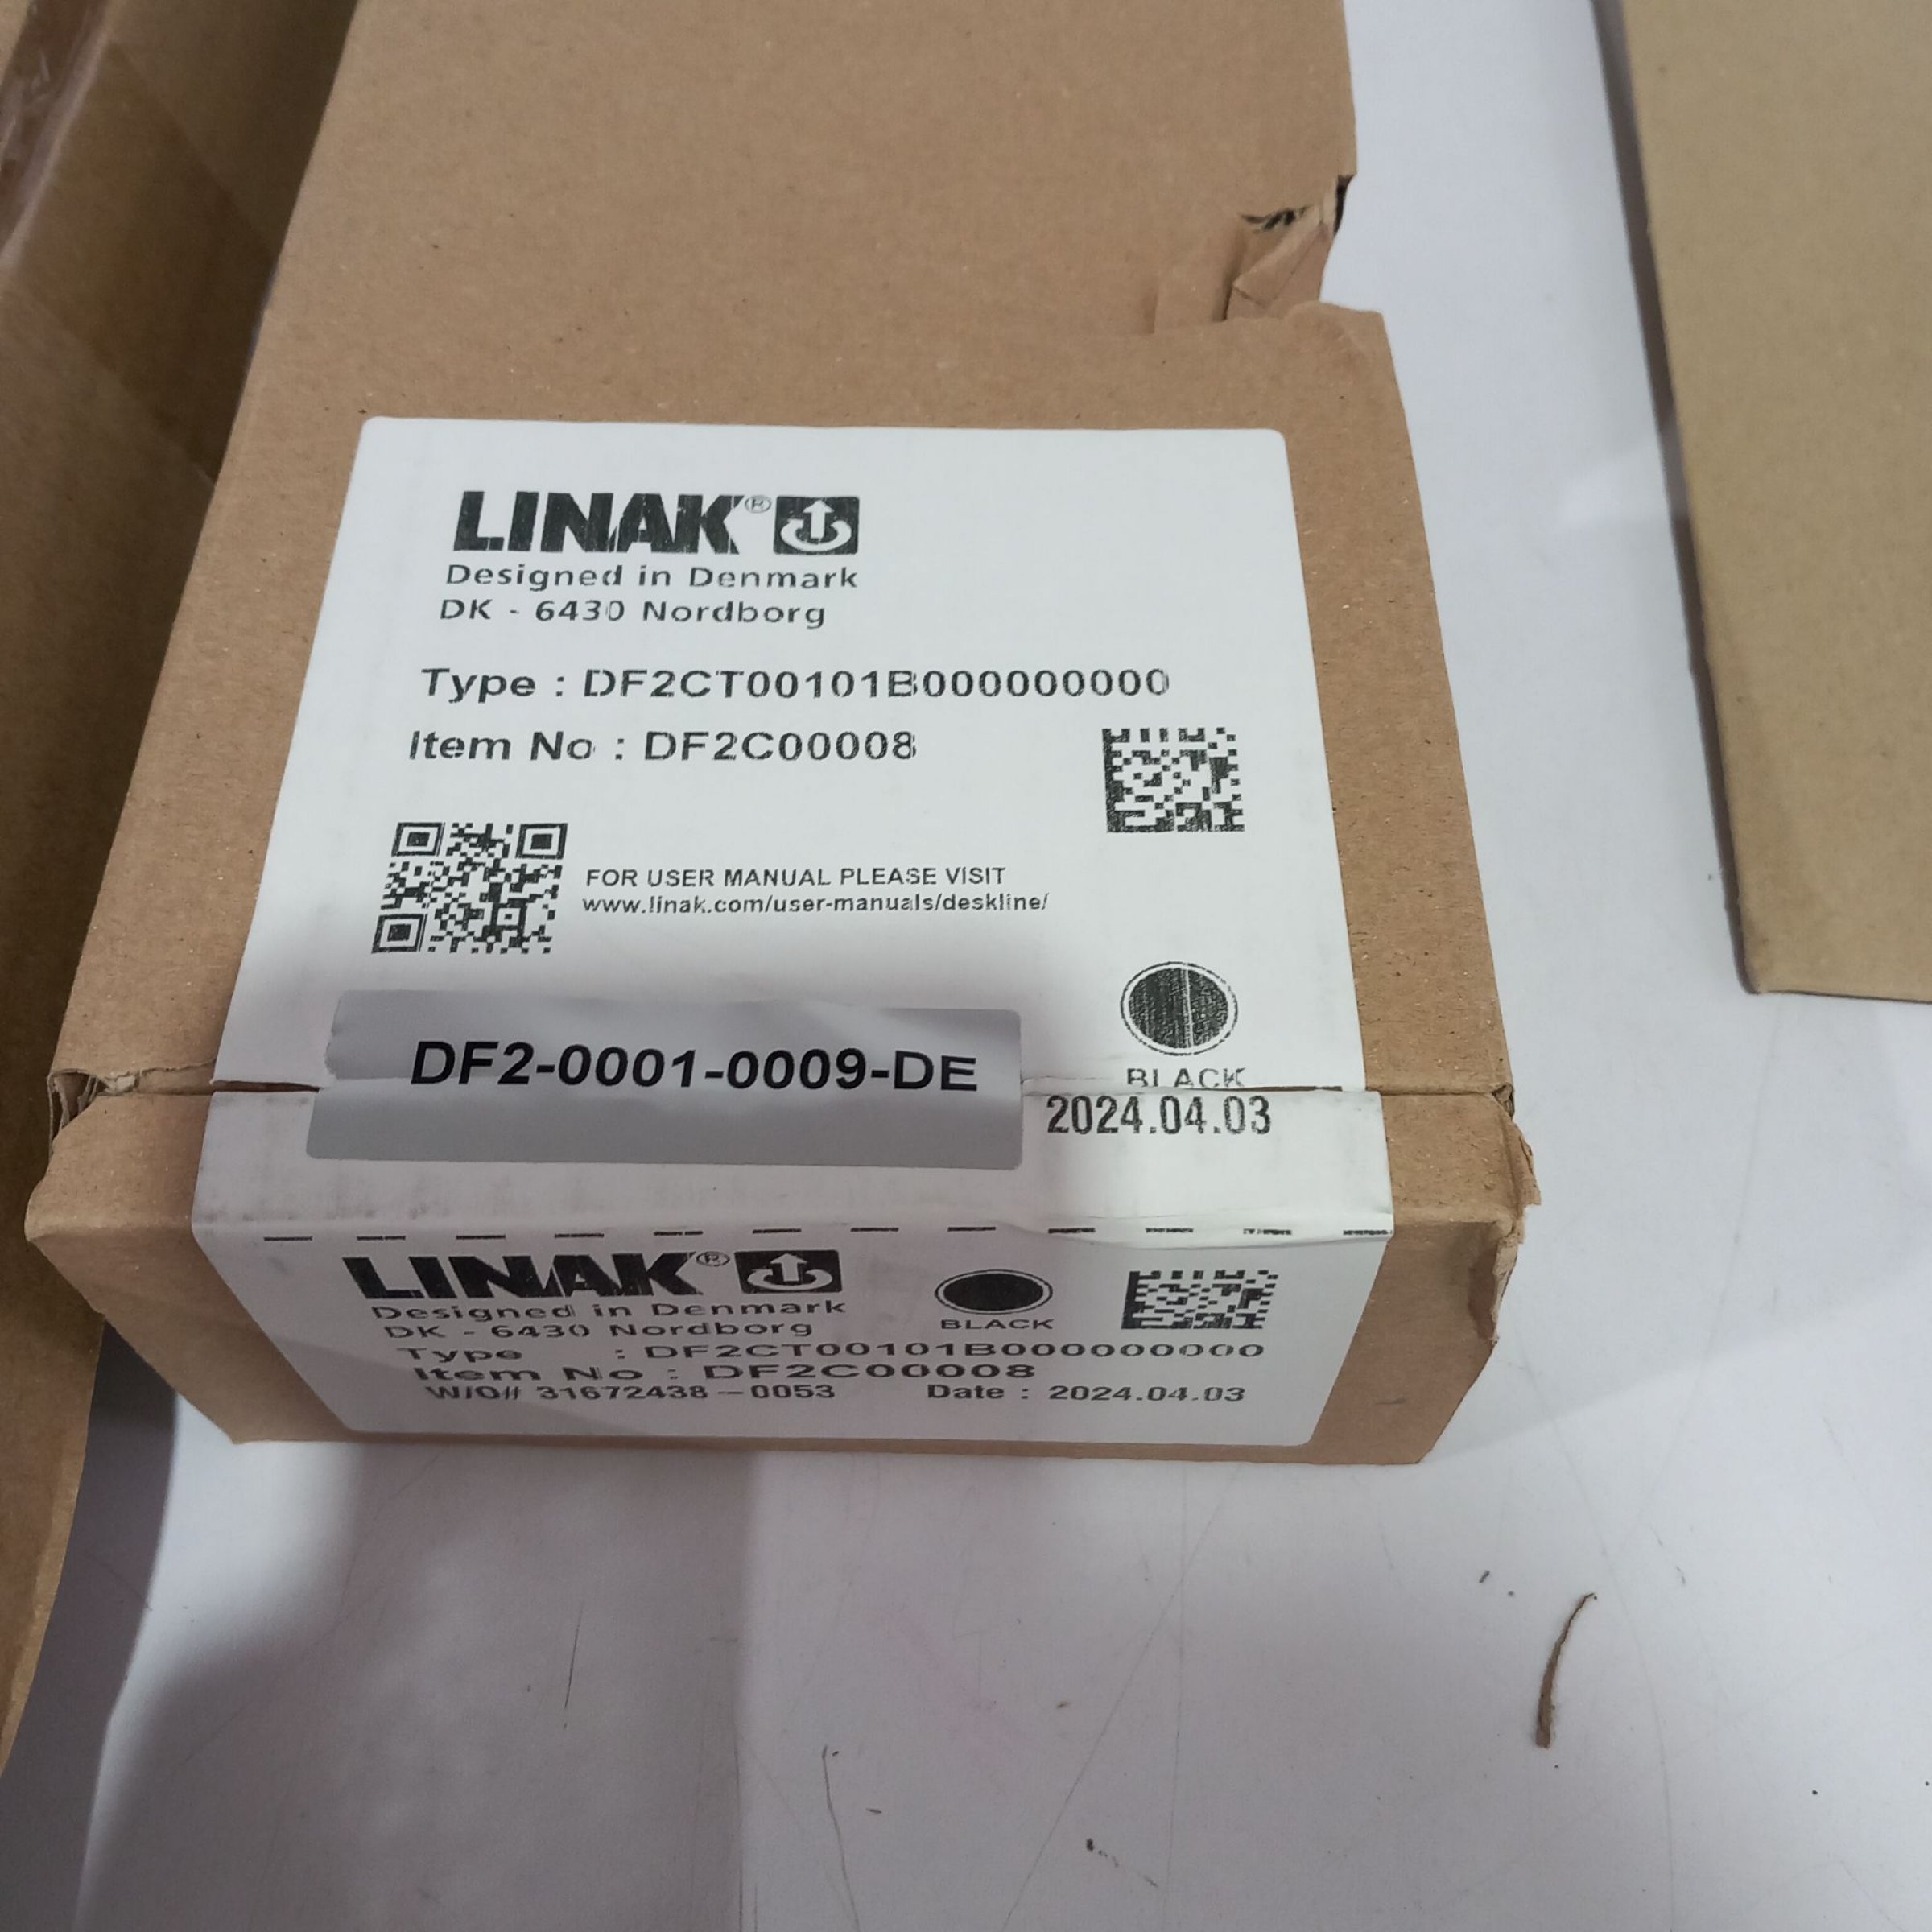 LINAK®
Designed in Denmark
DK - 6430 Nordborg
Type : DF2CT00101B000000000
Item No : DF2C00008
FOR USER MANUAL PLEASE VISIT
www.linak.com/user-manuals/deskline/
BLACK
DF2-0001-0009-DE
2024.04.03
LINAK®
Designed in Denmark
DK - 6430 Nordborg
BLACK
Type : DF2CT00101B000000000
Item No : DF2C00008
W/O# 31672438-0053 Date : 2024.04.03